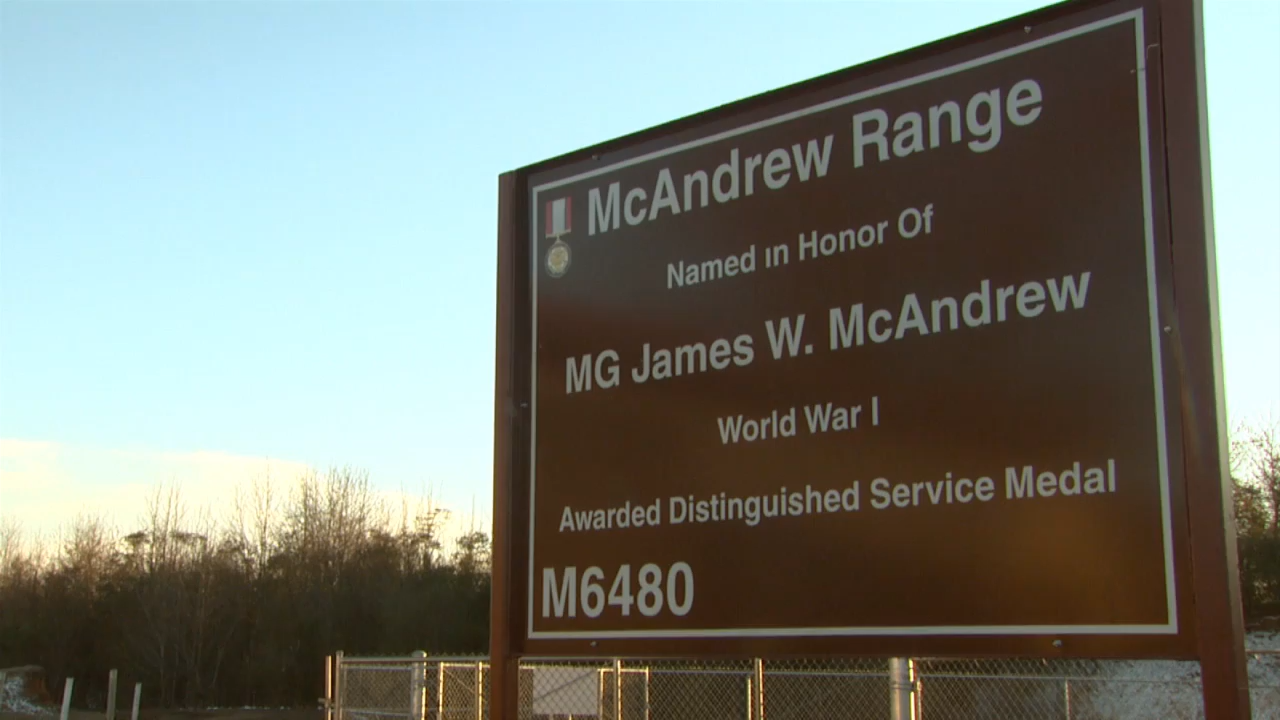 McAndrew Range
Named in Honor Of
MG James W. McAndrew
World War I
Awarded Distinguished Service Medal
M6480